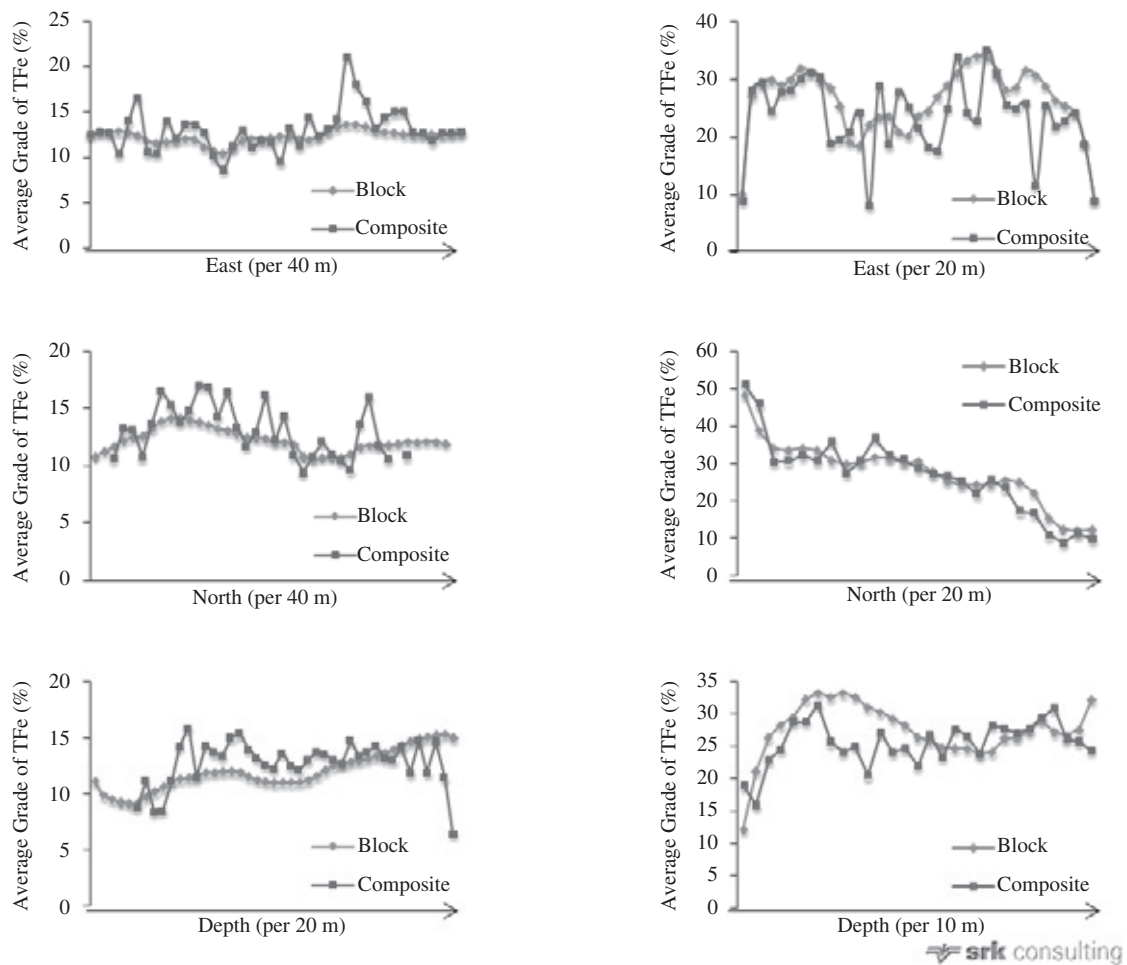 Average Grade of TFe (%)
25
20
15
10
5
0
Block
Composite
East (per 40 m)
Average Grade of TFe (%)
40
30
20
10
0
Block
Composite
East (per 20 m)
Average Grade of TFe (%)
20
15
10
5
0
Block
Composite
North (per 40 m)
Average Grade of TFe (%)
60
50
40
30
20
10
0
Block
Composite
North (per 20 m)
Average Grade of TFe (%)
20
15
10
5
0
Block
Composite
Depth (per 20 m)
Average Grade of TFe (%)
35
30
25
20
15
10
5
0
Block
Composite
Depth (per 10 m)
srk consulting